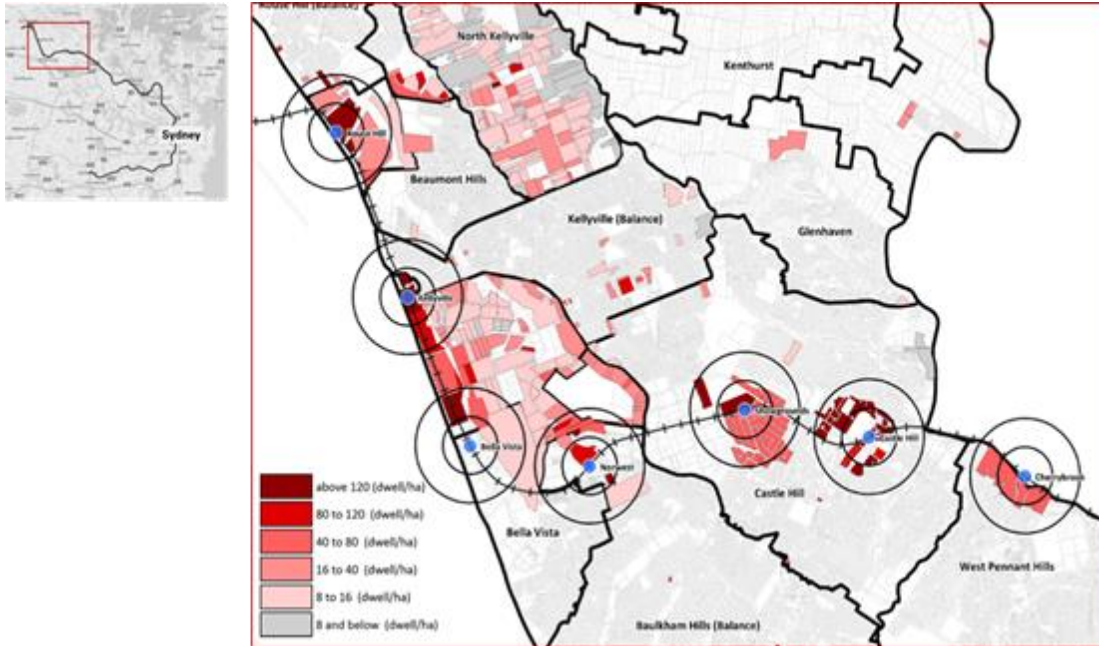 Sydney
Rouse Hill (Balance)
North Kellyville
Kenthurst
Rouse Hill
Beaumont Hills
Kellyville (Balance)
Glenhaven
Kellyville
Showgrounds
Castle Hill
Bella Vista
Norwest
Cherrybrook
Castle Hill
Bella Vista
West Pennant Hills
Baulkham Hills (Balance)
above 120 (dwell/ha)
80 to 120 (dwell/ha)
40 to 80 (dwell/ha)
16 to 40 (dwell/ha)
8 to 16 (dwell/ha)
8 and below (dwell/ha)